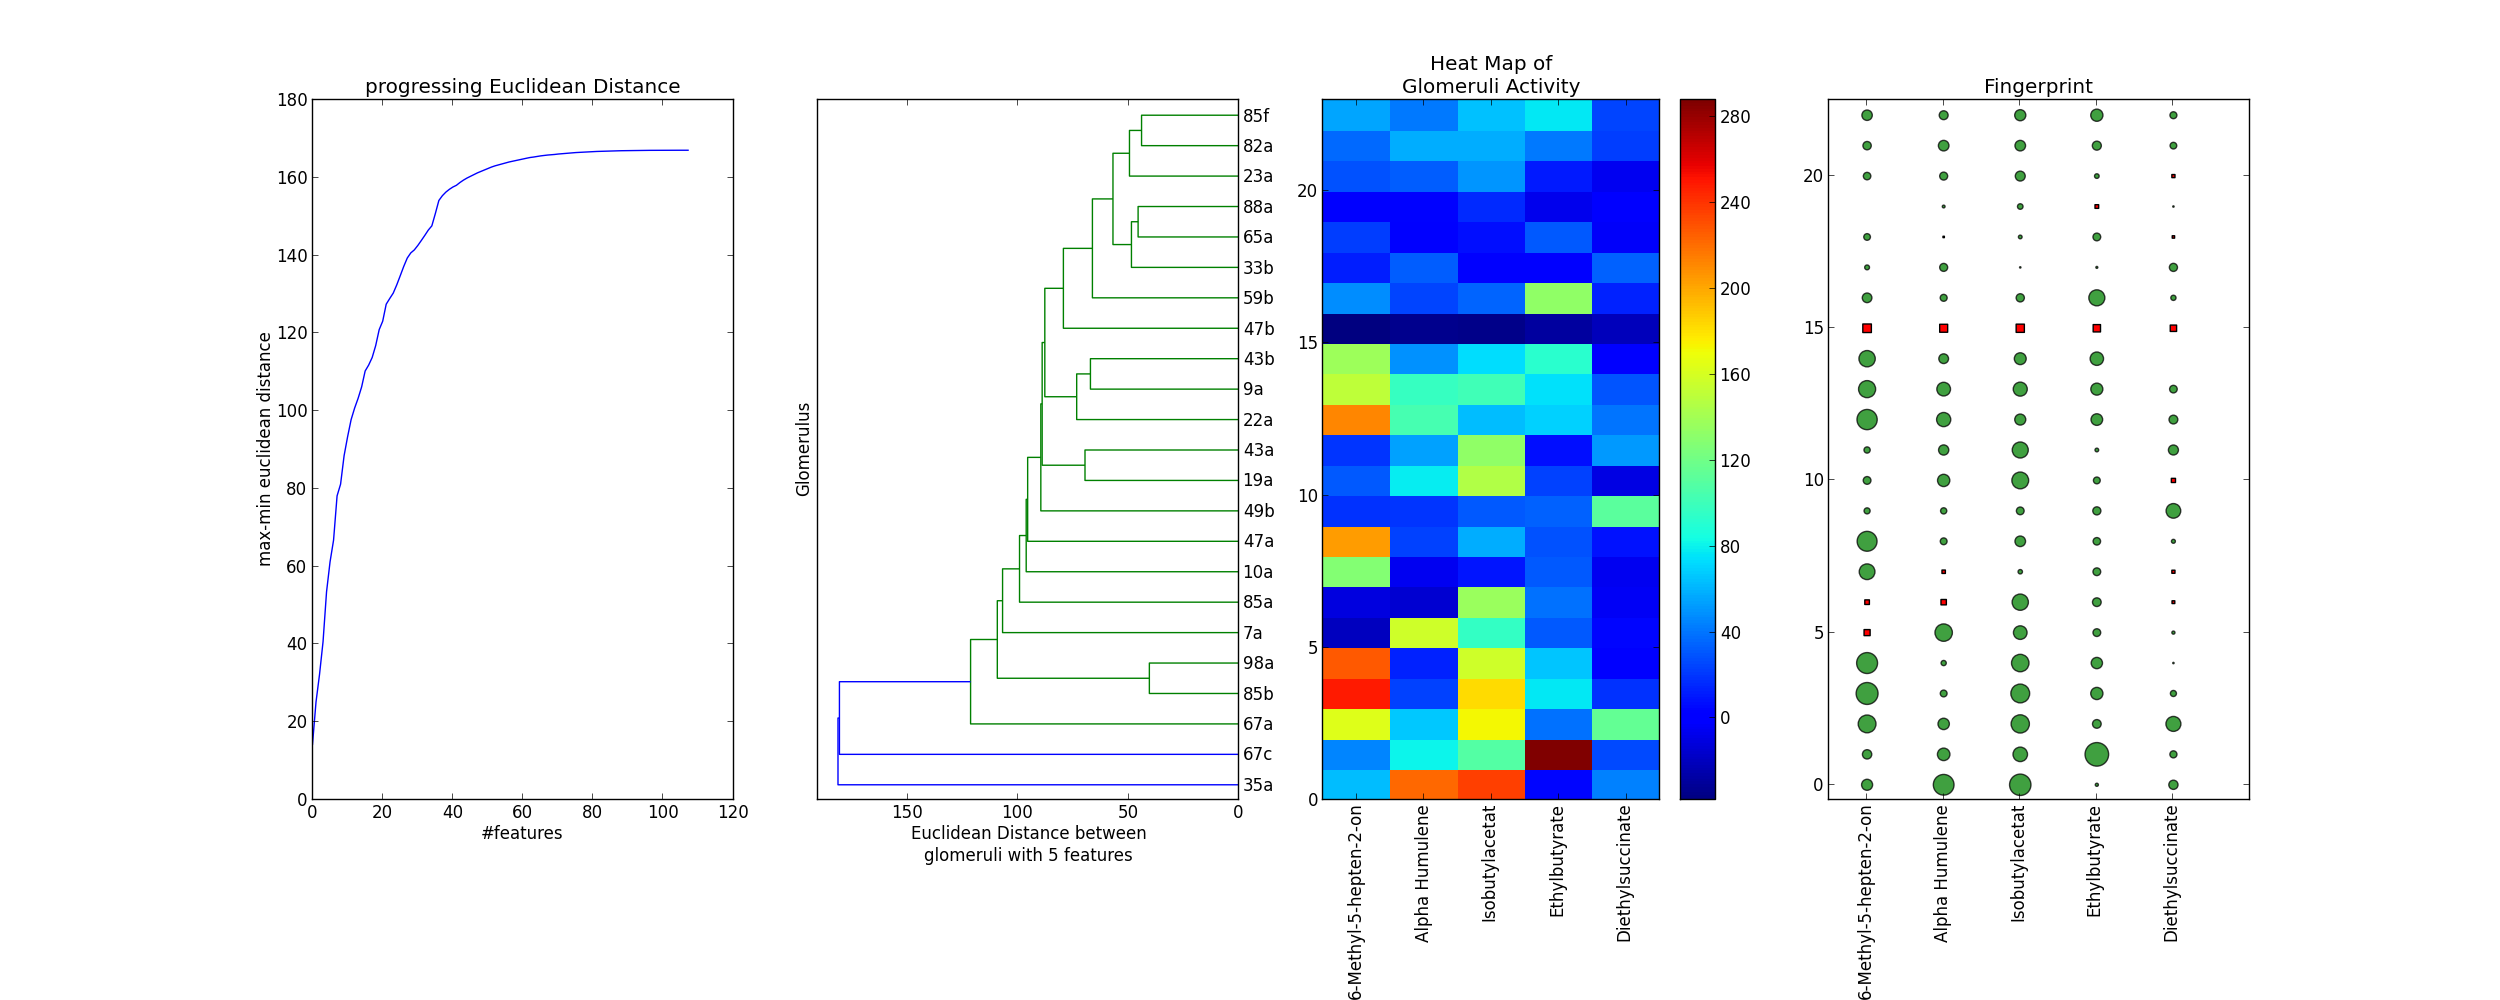 progressing Euclidean Distance
180
160
140
120
100
80
60
40
20
0
max-min euclidean distance
0 20 40 60 80 100 120
#features
Glomerulus
85f
82a
23a
88a
65a
33b
59b
47b
43b
9a
22a
43a
19a
49b
47a
10a
85a
7a
98a
85b
67a
67c
35a
150 100 50 0
Euclidean Distance between
glomeruli with 5 features
Heat Map of
Glomeruli Activity
20
15
10
5
0
6-Methyl-5-hepten-2-on
Alpha Humulene
Isobutylacetat
Ethylbutyrate
Diethylsuccinate
280
240
200
160
120
80
40
0
Fingerprint
20
15
10
5
0
6-Methyl-5-hepten-2-on
Alpha Humulene
Isobutylacetat
Ethylbutyrate
Diethylsuccinate